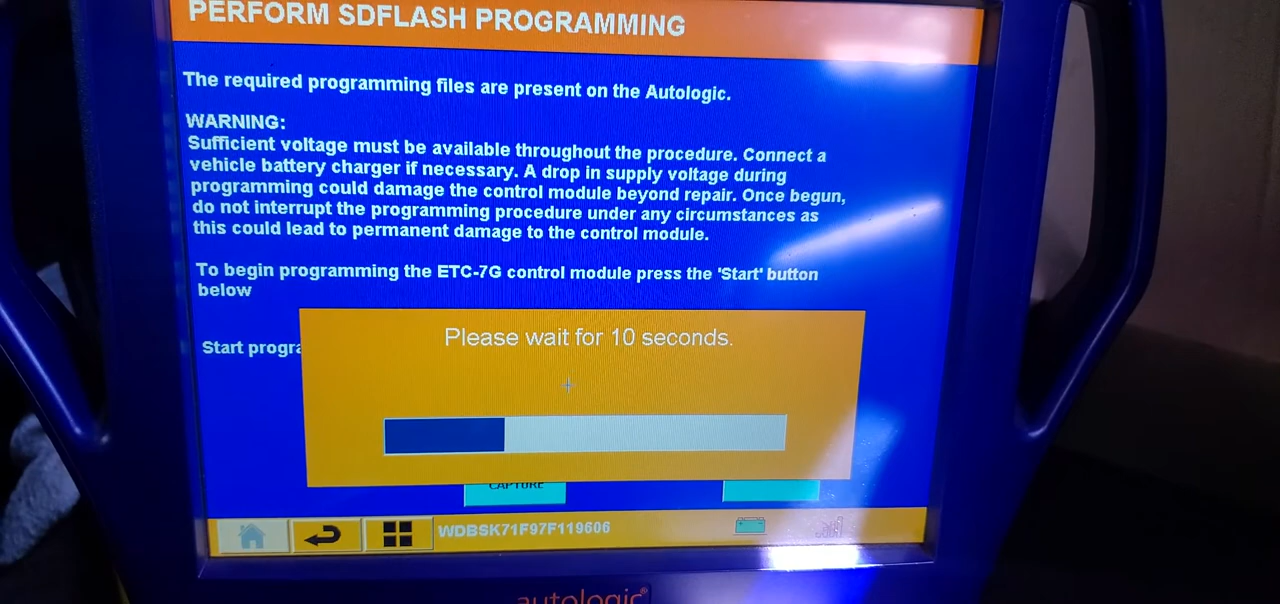 PERFORM SDFLASH PROGRAMMING
The required programming files are present on the Autologic.
WARNING:
Sufficient voltage must be available throughout the procedure. Connect a
vehicle battery charger if necessary. A drop in supply voltage during
programming could damage the control module beyond repair. Once begun,
do not interrupt the programming procedure under any circumstances as
this could lead to permanent damage to the control module.
To begin programming the ETC-7G control module press the 'Start' button
below
Please wait for 10 seconds.
Start progra
CAPTURE
WDBSK71F97F119606
autologic®